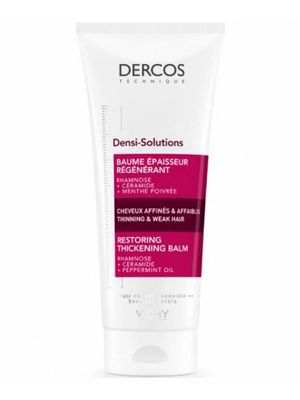 DERCOS
TECHNIQUE
Densi-Solutions
BAUME ÉPAISSEUR
RÉGÉNÉRANT
RHAMNOSE
+ CÉRAMIDE
+ MENTHE POIVRÉE
CHEVEUX AFFINÉS & AFFAIBLIS
THINNING & WEAK HAIR
RESTORING
THICKENING BALM
RHAMNOSE
+ CERAMIDE
+ PEPPERMINT OIL
VICHY